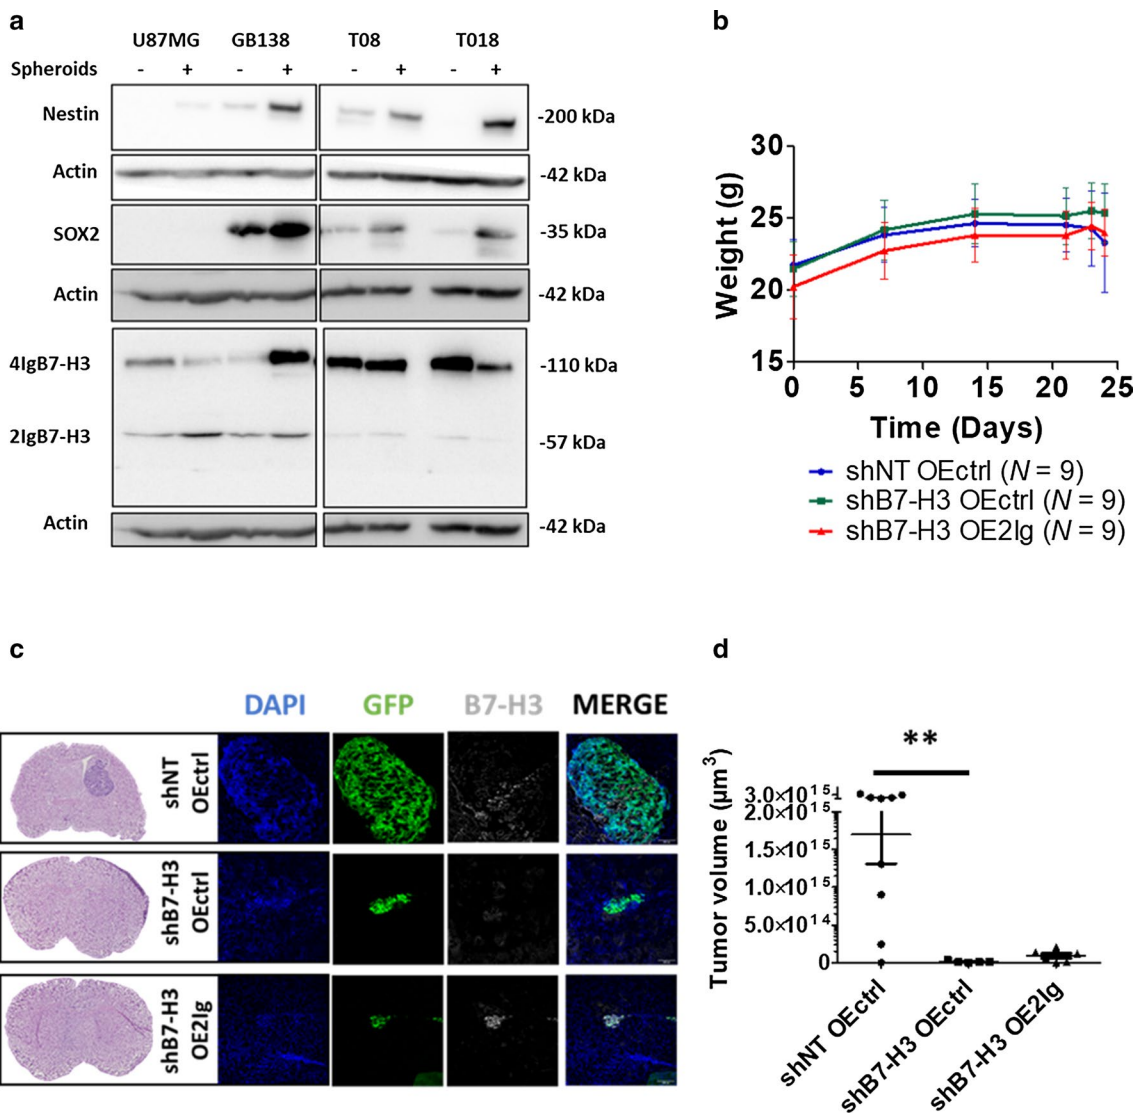 a
U87MG GB138 T08 T018
Spheroids - + - + - + - +
Nestin -200 kDa
Actin -42 kDa
SOX2 -35 kDa
Actin -42 kDa
4IgB7-H3 -110 kDa
2IgB7-H3 -57 kDa
Actin -42 kDa
b
Weight (g)
30
25
20
15
0 5 10 15 20 25
Time (Days)
shNT OEctrl (N = 9)
shB7-H3 OEctrl (N = 9)
shB7-H3 OE2Ig (N = 9)
c
DAPI GFP B7-H3 MERGE
shNT
OEctrl
shB7-H3
OEctrl
shB7-H3
OE2Ig
d
**
Tumor volume (µm³)
3.0×10¹⁵
2.0×10¹⁵
1.5×10¹⁵
1.0×10¹⁵
5.0×10¹⁴
0
shNT OEctrl
shB7-H3 OEctrl
shB7-H3 OE2Ig